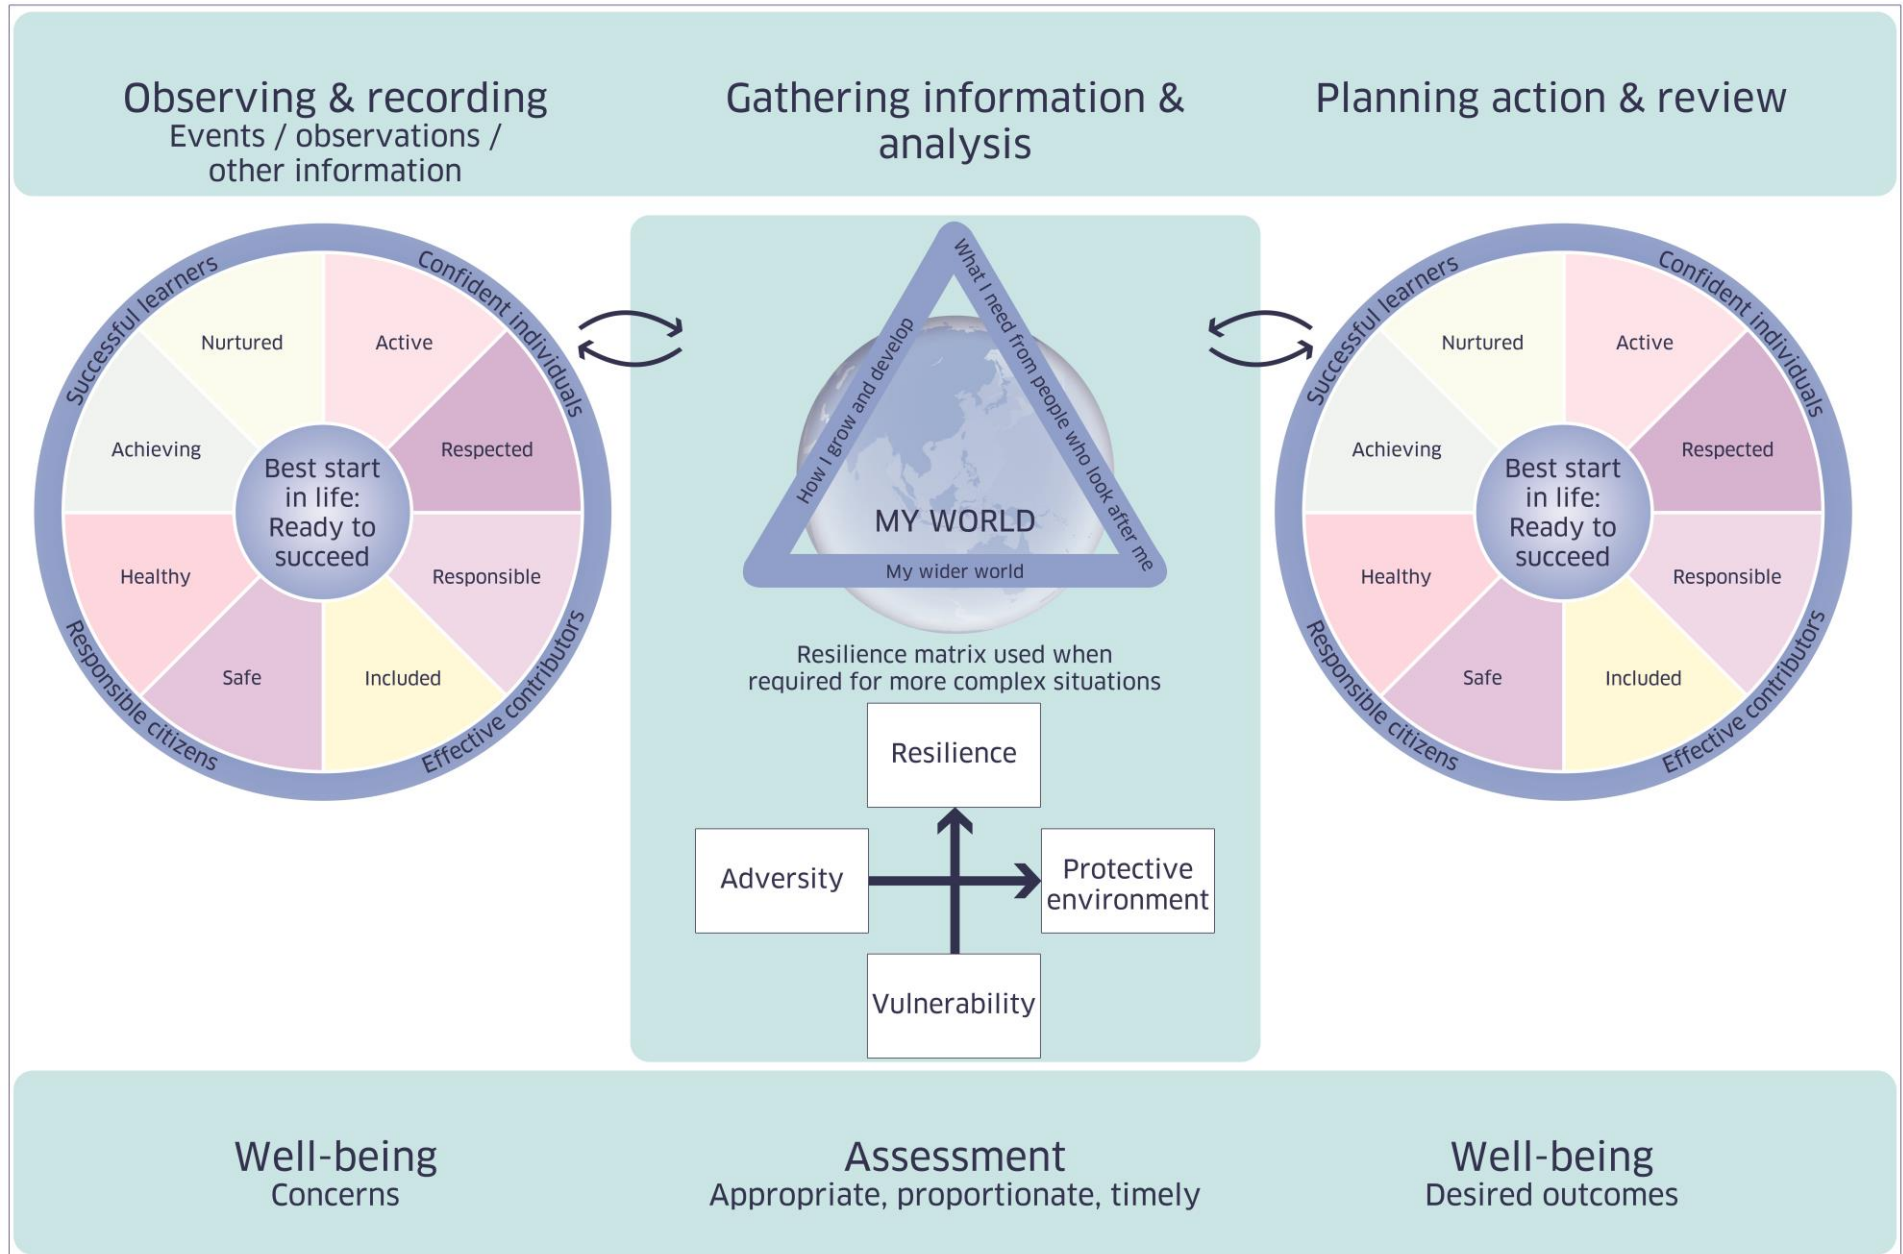 Observing & recording
Events / observations /
other information
Gathering information &
analysis
Planning action & review
Successful learners
Confident individuals
Nurtured
Active
Achieving
Respected
Best start
in life:
Ready to
succeed
Healthy
Responsible
Safe
Included
Responsible citizens
Effective contributors
How I grow and develop
What I need from people who look after me
MY WORLD
My wider world
Resilience matrix used when
required for more complex situations
Resilience
Adversity
Protective
environment
Vulnerability
Successful learners
Confident individuals
Nurtured
Active
Achieving
Respected
Best start
in life:
Ready to
succeed
Healthy
Responsible
Safe
Included
Responsible citizens
Effective contributors
Well-being
Concerns
Assessment
Appropriate, proportionate, timely
Well-being
Desired outcomes